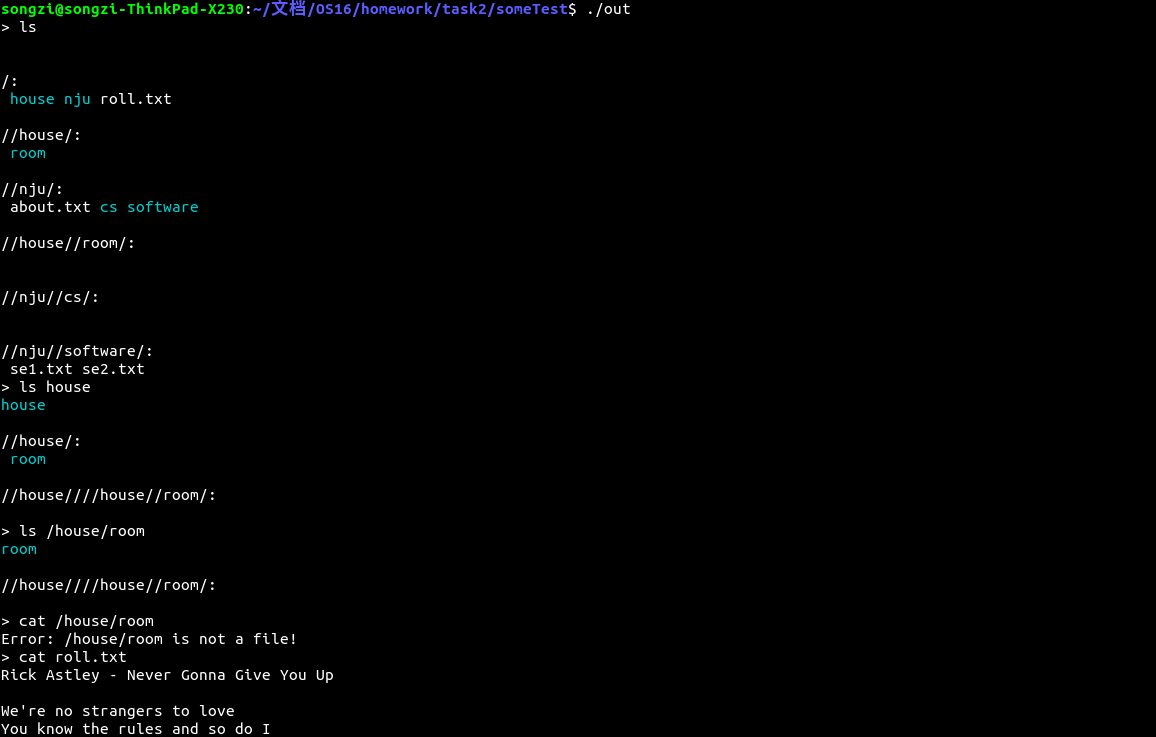 songzi@songzi-ThinkPad-X230:~/文档/OS16/homework/task2/someTest$ ./out
> ls
/:
house nju roll.txt
//house/:
room
//nju/:
about.txt cs software
//house//room/:
//nju//cs/:
//nju//software/:
se1.txt se2.txt
> ls house
house
//house/:
room
//house////house//room/:
> ls /house/room
room
//house////house//room/:
> cat /house/room
Error: /house/room is not a file!
> cat roll.txt
Rick Astley - Never Gonna Give You Up
We're no strangers to love
You know the rules and so do I